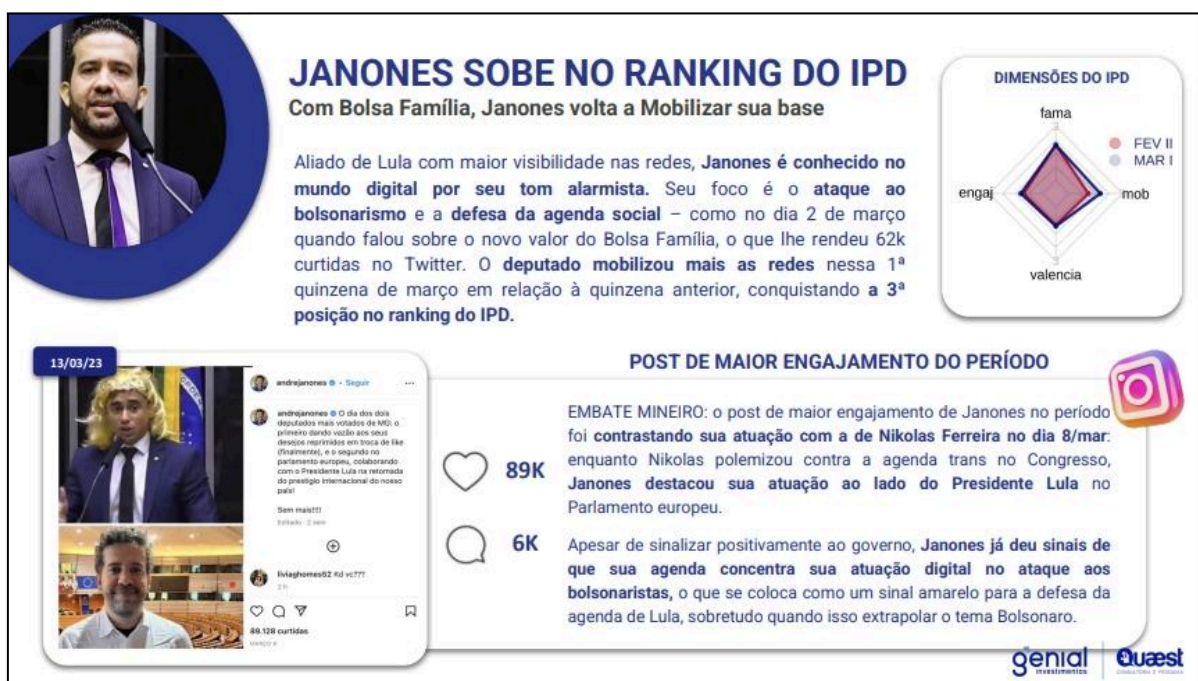 JANONES SOBE NO RANKING DO IPD
Com Bolsa Família, Janones volta a Mobilizar sua base
Aliado de Lula com maior visibilidade nas redes, Janones é conhecido no
mundo digital por seu tom alarmista. Seu foco é o ataque ao
bolsonarismo e a defesa da agenda social – como no dia 2 de março
quando falou sobre o novo valor do Bolsa Família, o que lhe rendeu 62k
curtidas no Twitter. O deputado mobilizou mais as redes nessa 1ª
quinzena de março em relação à quinzena anterior, conquistando a 3ª
posição no ranking do IPD.
DIMENSÕES DO IPD
fama
3
FEV II
MAR I
engaj
mob
3
valencia
13/03/23
andrejanones • Seguir
andrejanones O dia dos dois
deputados mais votados de MG: o
primeiro dando vazão aos seus
desejos reprimidos em troca de like
(finalmente), e o segundo no
parlamento europeu, colaborando
com o Presidente Lula na retomada
do prestígio internacional do nosso
país!
Sem mais!!!!
Editado · 2 sem
liviaghomes62 Kd vc???
2 h
89.128 curtidas
MARÇO 9
89K
6K
POST DE MAIOR ENGAJAMENTO DO PERÍODO
EMBATE MINEIRO: o post de maior engajamento de Janones no período
foi contrastando sua atuação com a de Nikolas Ferreira no dia 8/mar:
enquanto Nikolas polemizou contra a agenda trans no Congresso,
Janones destacou sua atuação ao lado do Presidente Lula no
Parlamento europeu.
Apesar de sinalizar positivamente ao governo, Janones já deu sinais de
que sua agenda concentra sua atuação digital no ataque aos
bolsonaristas, o que se coloca como um sinal amarelo para a defesa da
agenda de Lula, sobretudo quando isso extrapolar o tema Bolsonaro.
genial
investimentos
Quæst
CONSULTORIA E PESQUISA